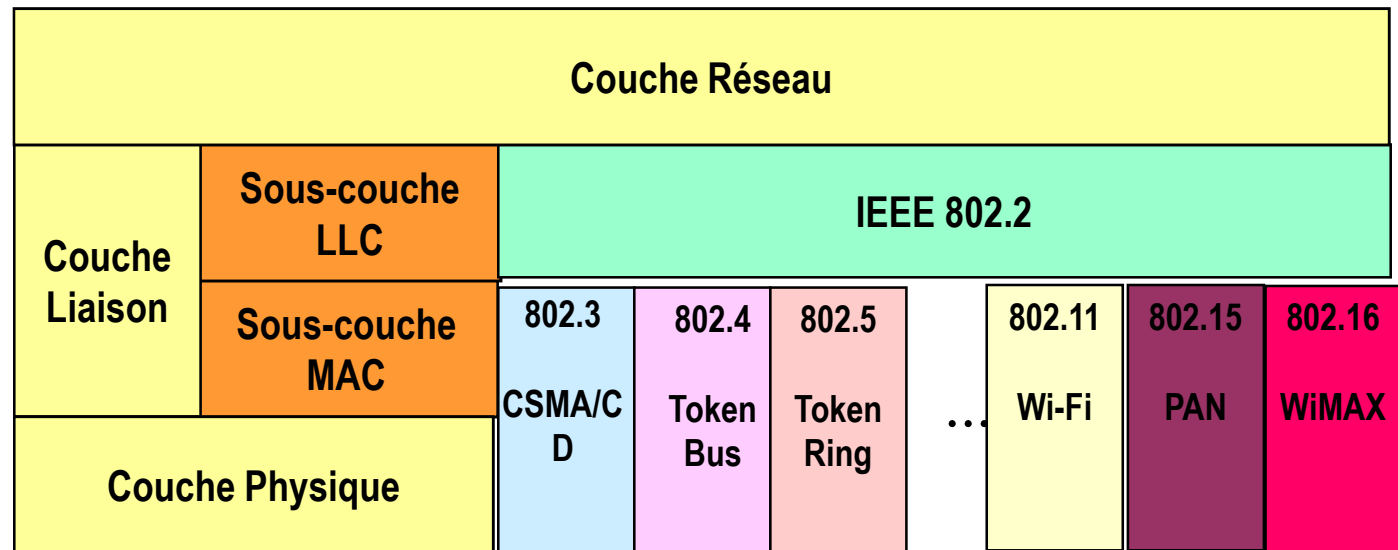 Couche Réseau
Sous-couche
LLC
IEEE 802.2
Couche
Liaison
Sous-couche
MAC
802.3
CSMA/C
D
802.4
Token
Bus
802.5
Token
Ring
...
802.11
Wi-Fi
802.15
PAN
802.16
WiMAX
Couche Physique